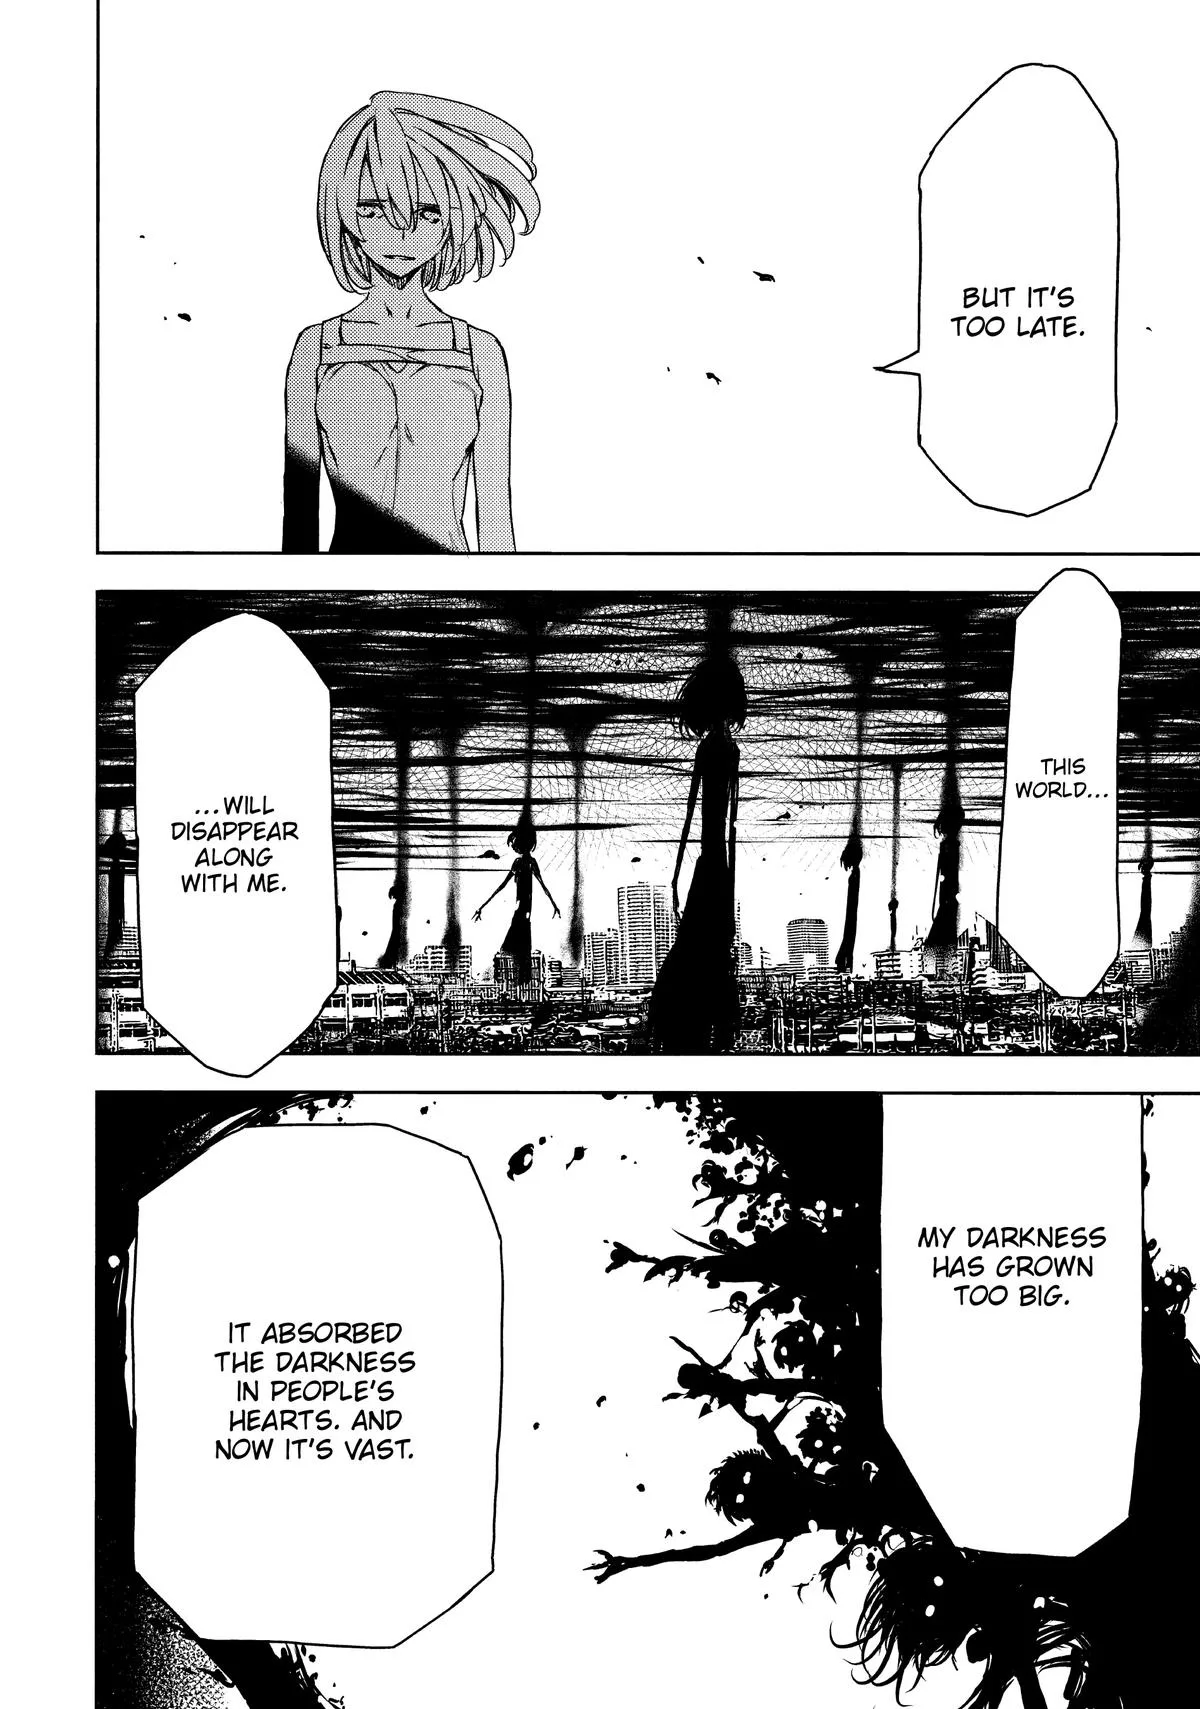 BUT IT'S
TOO LATE.
THIS
WORLD...
...WILL
DISAPPEAR
ALONG
WITH ME.
MY DARKNESS
HAS GROWN
TOO BIG.
IT ABSORBED
THE DARKNESS
IN PEOPLE'S
HEARTS. AND
NOW IT'S VAST.